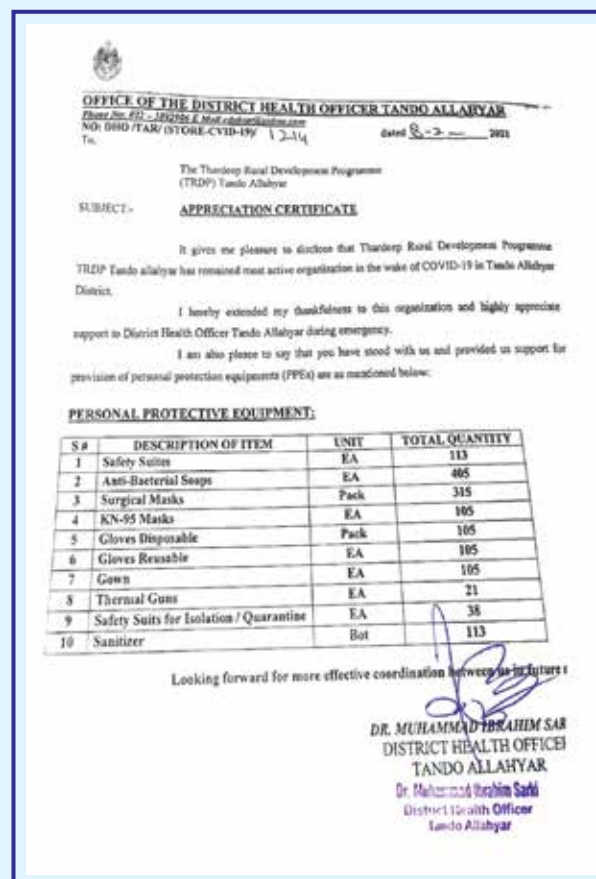 OFFICE OF THE DISTRICT HEALTH OFFICER TANDO ALLAHYAR
Phone No. 022 – E Mail
NO: DHO /TAR/ (STORE-CVID-19)/ 1214 dated 8-2- 2021
To,
The Thardeep Rural Development Programme
(TRDP) Tando Allahyar
SUBJECT:- APPRECIATION CERTIFICATE
It gives me pleasure to disclose that Thardeep Rural Development Programme
TRDP Tando allahyar has remained most active organization in the wake of COVID-19 in Tando Allahyar
District.
I hereby extended my thankfulness to this organization and highly appreciate
support to District Health Officer Tando Allahyar during emergency.
I am also please to say that you have stood with us and provided us support for
provision of personal protection equipments (PPEs) are as mentioned below:
PERSONAL PROTECTIVE EQUIPMENT:
S # DESCRIPTION OF ITEM UNIT TOTAL QUANTITY
1 Safety Suites EA 113
2 Anti-Bacterial Soaps EA 405
3 Surgical Masks Pack 315
4 KN-95 Masks EA 105
5 Gloves Disposable Pack 105
6 Gloves Reusable EA 105
7 Gown EA 105
8 Thermal Guns EA 21
9 Safety Suits for Isolation / Quarantine EA 38
10 Sanitizer Bot 113
Looking forward for more effective coordination between us in future
DR. MUHAMMAD IBRAHIM SAR
DISTRICT HEALTH OFFICE
TANDO ALLAHYAR
Dr. Muhammad Ibrahim Sarki
District Health Officer
Tando Allahyar